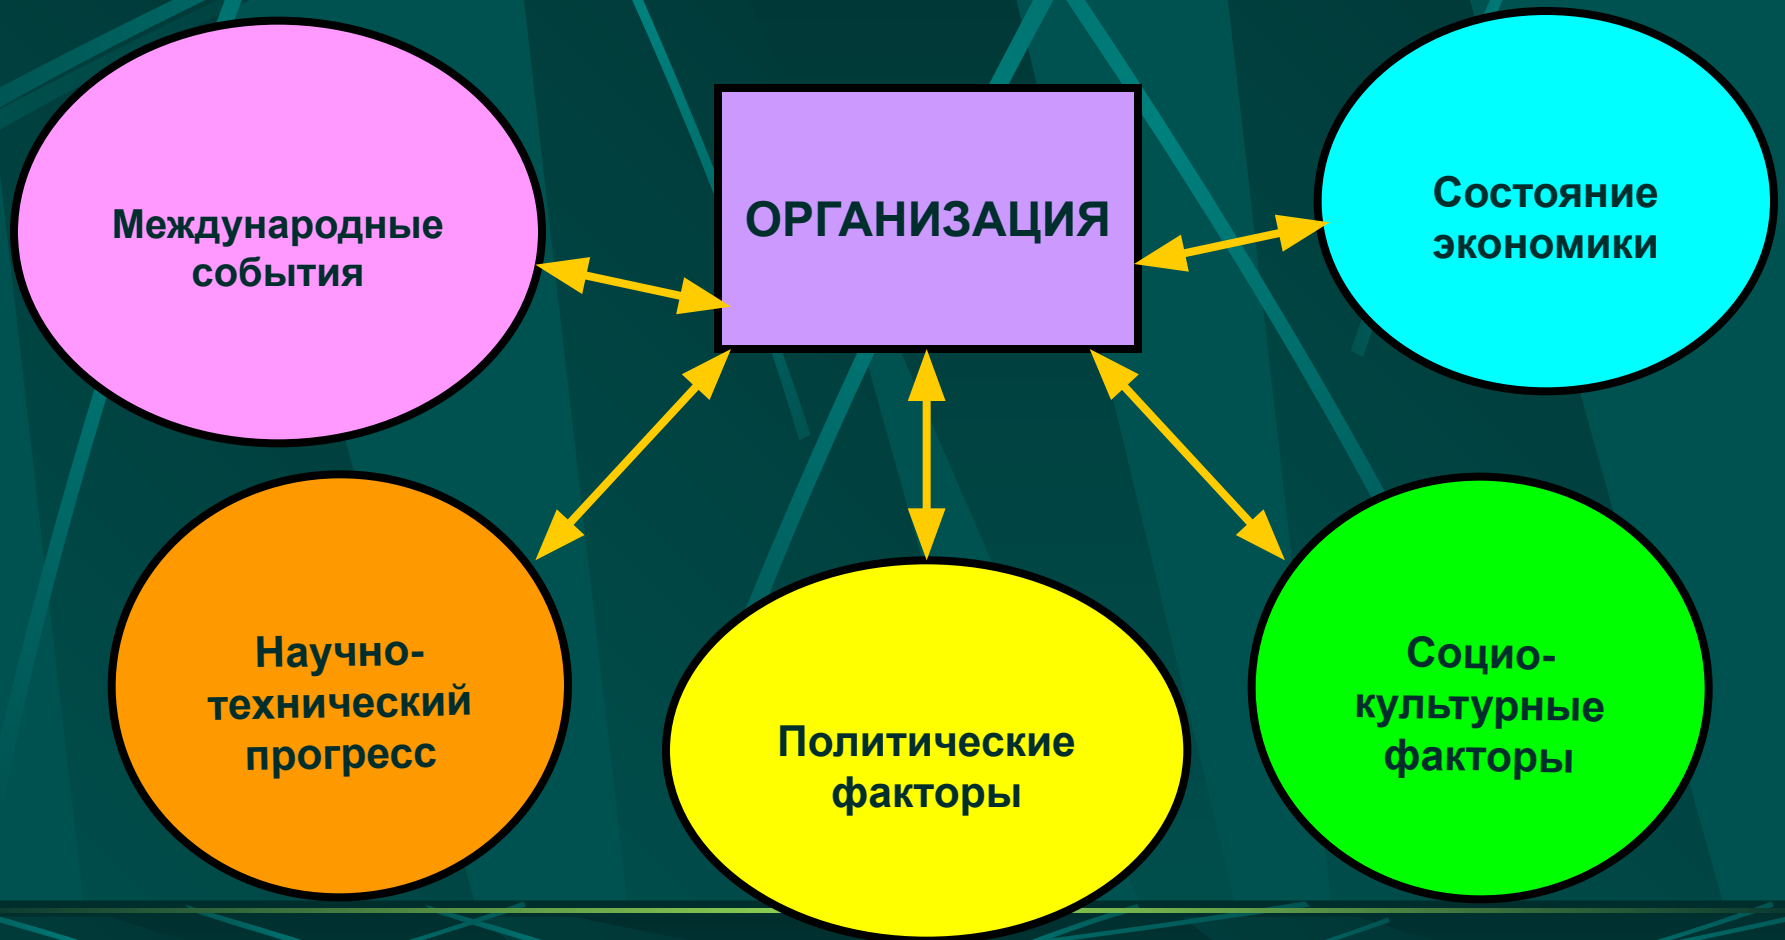 Международные
события
ОРГАНИЗАЦИЯ
Состояние
экономики
Научно-
технический
прогресс
Политические
факторы
Социо-
культурные
факторы